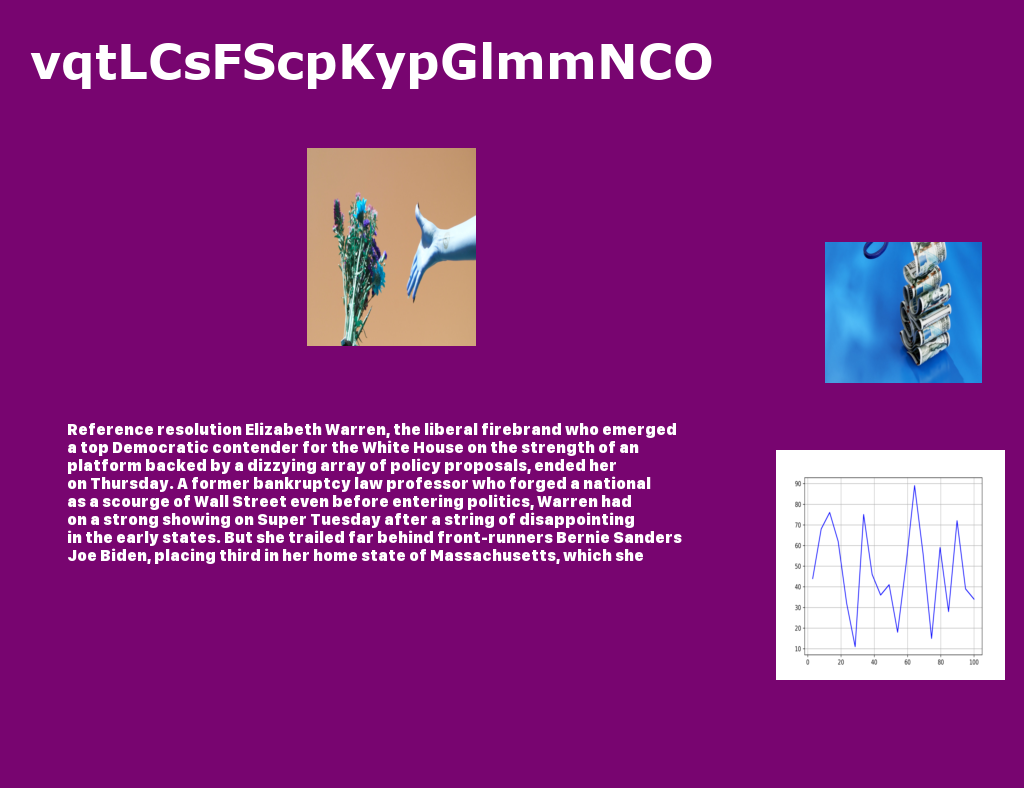 vqtLCsFScpKypGlmmNCO
Reference resolution Elizabeth Warren, the liberal firebrand who emerged
a top Democratic contender for the White House on the strength of an
platform backed by a dizzying array of policy proposals, ended her
on Thursday. A former bankruptcy law professor who forged a national
as a scourge of Wall Street even before entering politics, Warren had
on a strong showing on Super Tuesday after a string of disappointing
in the early states. But she trailed far behind front-runners Bernie Sanders
Joe Biden, placing third in her home state of Massachusetts, which she
90
80
70
60
50
40
30
20
10
0 20 40 60 80 100